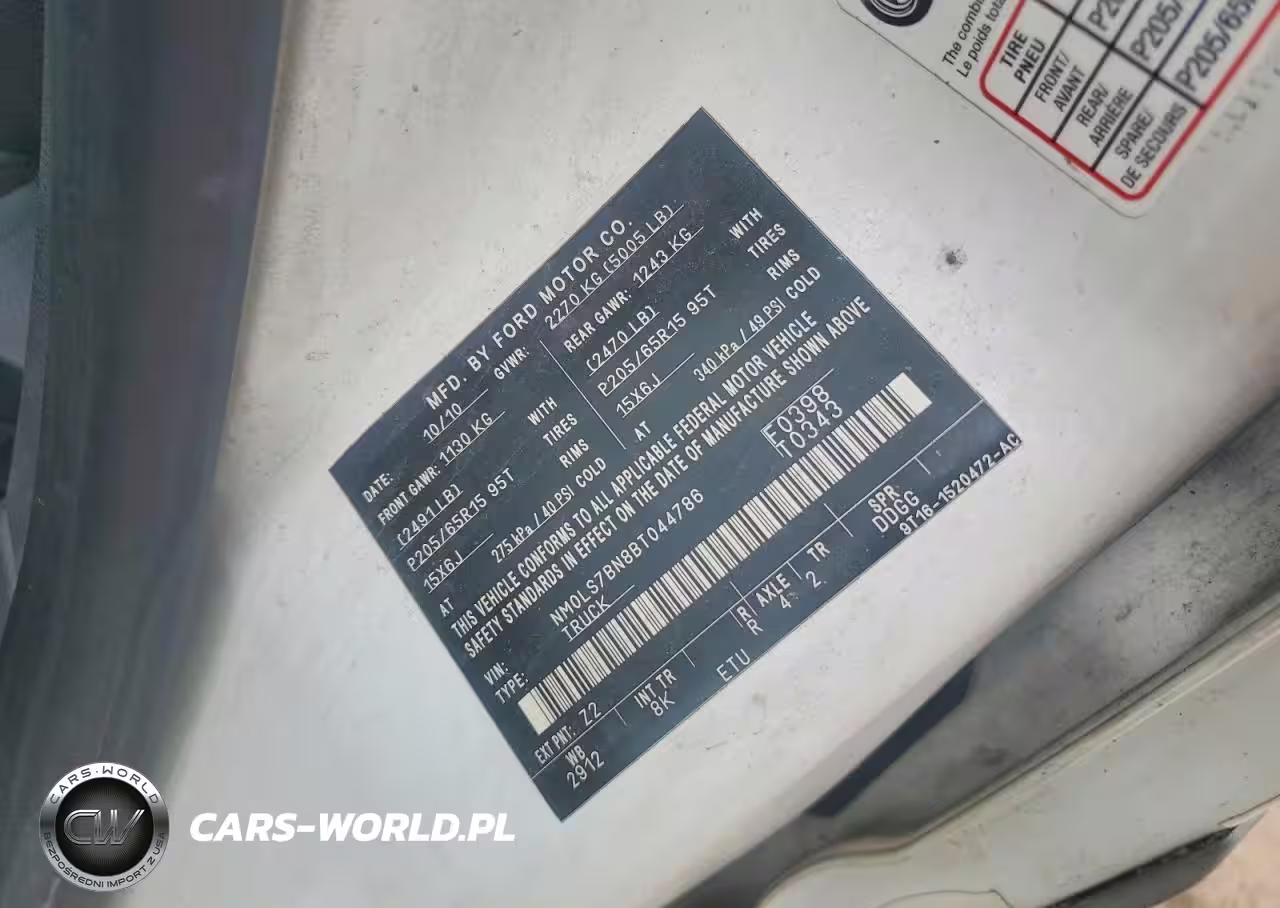 The combi
Le poids tota
TIRE
PNEU
FRONT/
AVANT
REAR/
ARRIÈRE
P205/
SPARE/
DE SECOURS
P205/65
MFD. BY FORD MOTOR CO.
DATE: 10/10 GVWR: 2270 KG (5005 LB)
FRONT GAWR: 1130 KG REAR GAWR: 1243 KG
(2491 LB) WITH (2470 LB) WITH
P205/65R15 95T TIRES P205/65R15 95T TIRES
15X6J RIMS 15X6J RIMS
AT 275 kPa / 40 PSI COLD AT 340 kPa / 49 PSI COLD
THIS VEHICLE CONFORMS TO ALL APPLICABLE FEDERAL MOTOR VEHICLE
SAFETY STANDARDS IN EFFECT ON THE DATE OF MANUFACTURE SHOWN ABOVE
VIN: NM0LS7BN8BT044786 F0398
TYPE: TRUCK T0343
EXT PNT: Z2
WB INT TR R AXLE TR SPR
2912 8K ETU R 4 2 DDGG
9T16-1520472-AC
CARS-WORLD
CW
BEZPOŚREDNI IMPORT Z USA
CARS-WORLD.PL